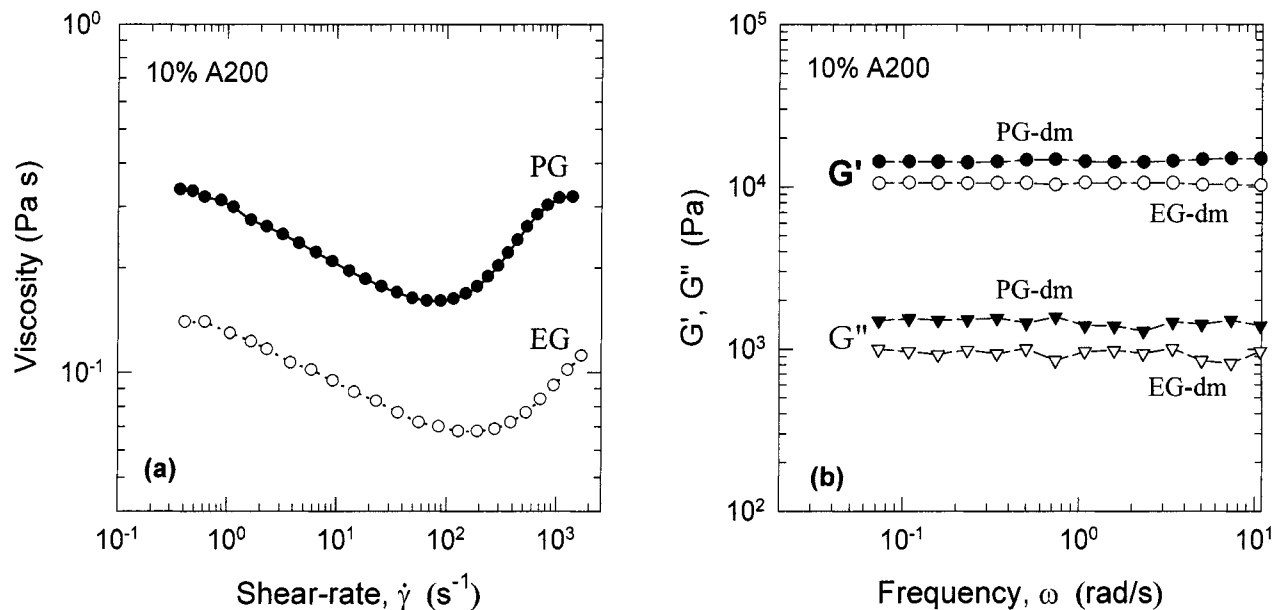 10⁰
10% A200
PG
Viscosity (Pa s)
10⁻¹
EG
(a)
10⁻¹ 10⁰ 10¹ 10² 10³
Shear-rate, γ̇ (s⁻¹)
10⁵
10% A200
PG-dm
G'
10⁴
EG-dm
G', G" (Pa)
PG-dm
G"
10³
EG-dm
(b)
10²
10⁻¹ 10⁰ 10¹
Frequency, ω (rad/s)